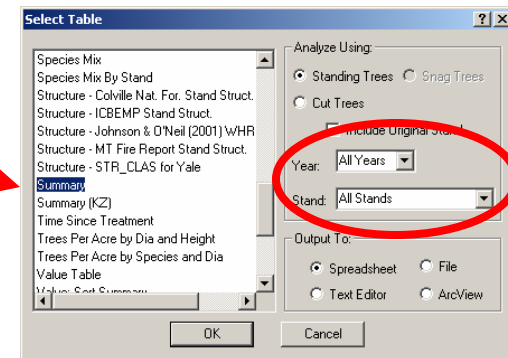 Select Table
Species Mix
Species Mix By Stand
Structure - Colville Nat. For. Stand Struct.
Structure - ICBEMP Stand Struct.
Structure - Johnson & O'Neil (2001) WHR
Structure - MT Fire Report Stand Struct.
Structure - STR_CLAS for Yale
Summary
Summary (KZ)
Time Since Treatment
Trees Per Acre by Dia and Height
Trees Per Acre by Species and Dia
Value Table
Value: Sort Summary
Analyze Using:
Standing Trees
Snag Trees
Cut Trees
Include Original Stand
Year: All Years
Stand: All Stands
Output To:
Spreadsheet
File
Text Editor
ArcView
OK
Cancel